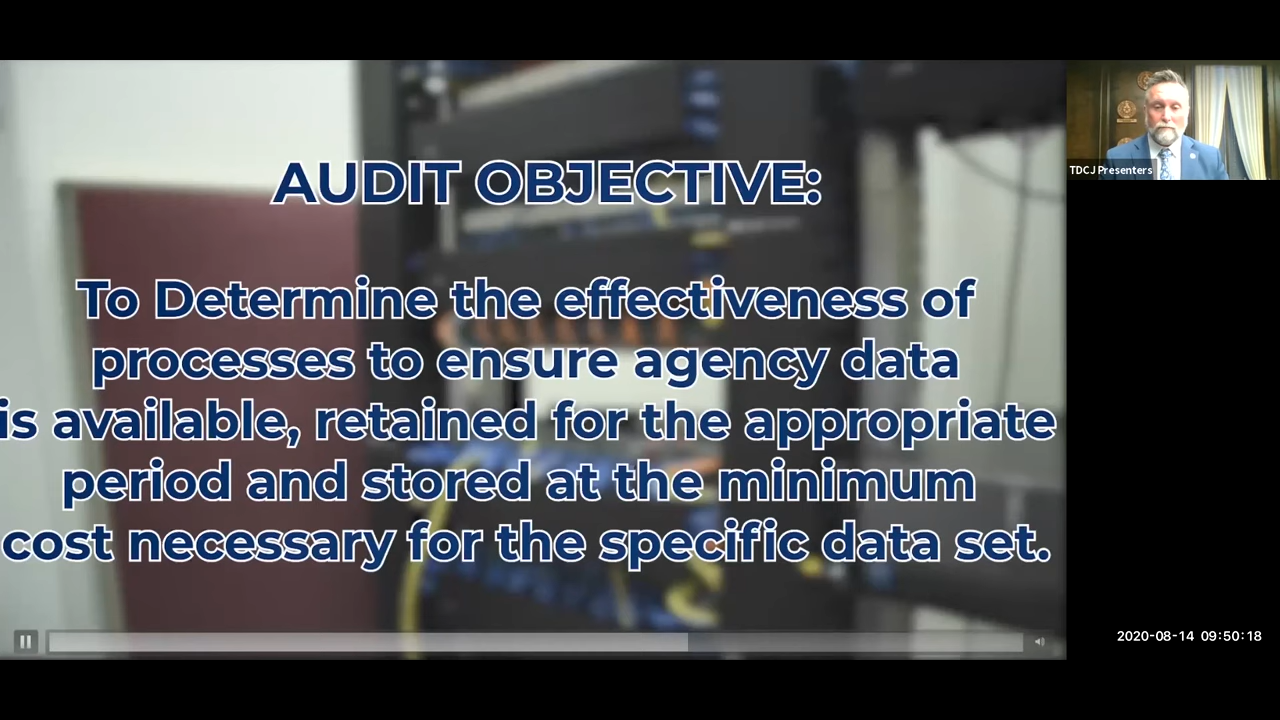 AUDIT OBJECTIVE:
To Determine the effectiveness of
processes to ensure agency data
is available, retained for the appropriate
period and stored at the minimum
cost necessary for the specific data set.
TDCJ Presenters
2020-08-14 09:50:18